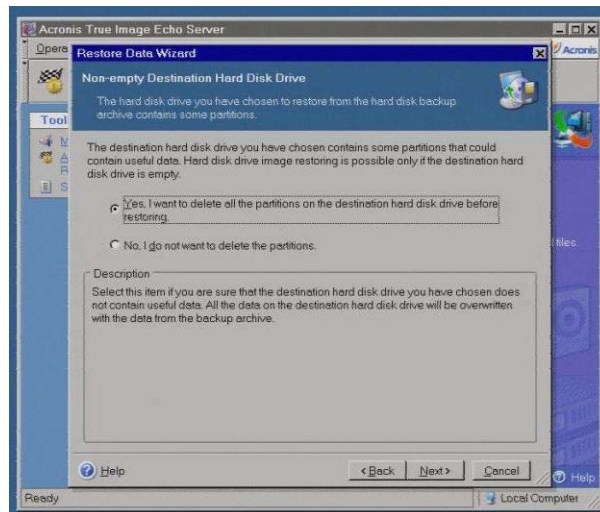 Acronis True Image Echo Server
Opera
Acronis
Restore Data Wizard
Non-empty Destination Hard Disk Drive
The hard disk drive you have chosen to restore from the hard disk backup
archive contains some partitions.
Tool
M
A
R
S
The destination hard disk drive you have chosen contains some partitions that could
contain useful data. Hard disk drive image restoring is possible only if the destination hard
disk drive is empty.
Yes, I want to delete all the partitions on the destination hard disk drive before
restoring.
No, I do not want to delete the partitions.
files.
Description
Select this item if you are sure that the destination hard disk drive you have chosen does
not contain useful data. All the data on the destination hard disk drive will be overwritten
with the data from the backup archive.
Help
<Back
Next>
Cancel
Help
Ready
Local Computer